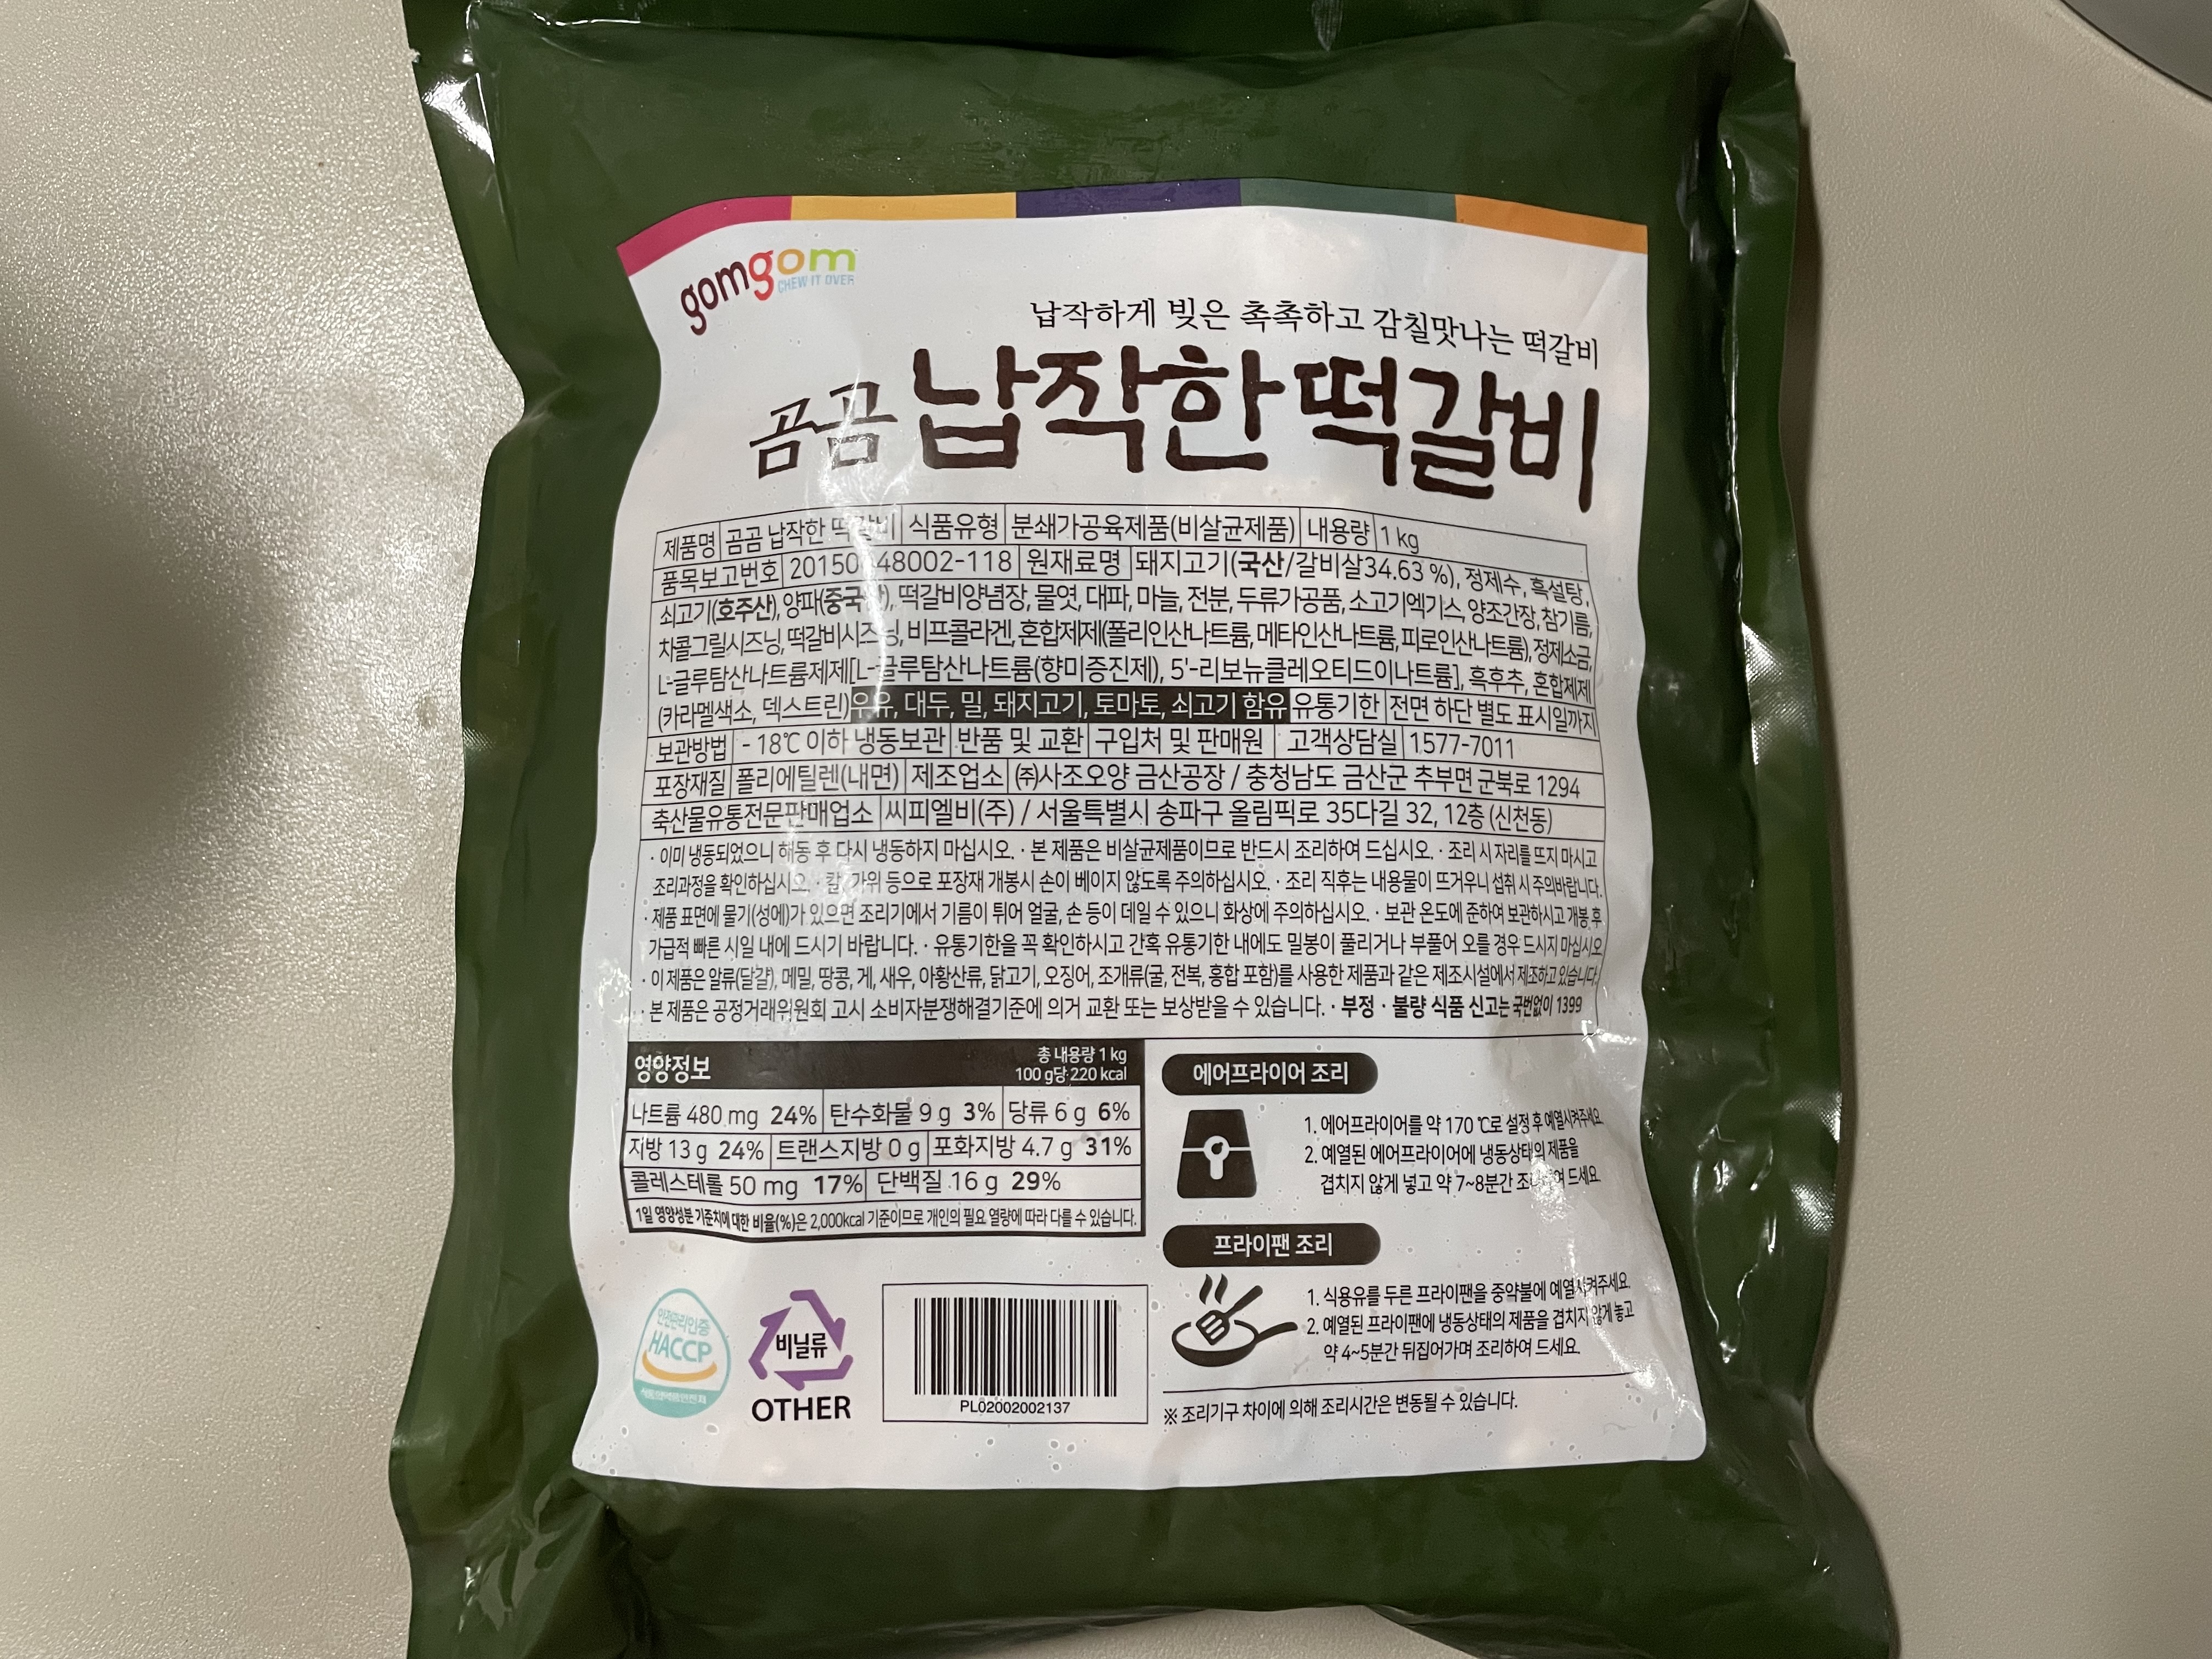 gomgom
CHEW IT OVER
납작하게 빚은 촉촉하고 감칠맛나는 떡갈비
곰곰 납작한 떡갈비
제품명 곰곰 납작한 떡갈비 식품유형 분쇄가공육제품(비살균제품) 내용량 1 kg
품목보고번호 원재료명 돼지고기(국산/갈비살34.63 %), 정제수, 흑설탕,
쇠고기(호주산), 양파(중국산), 떡갈비양념장, 물엿, 대파, 마늘, 전분, 두류가공품, 소고기엑기스, 양조간장, 참기름,
차콜그릴시즈닝, 떡갈비시즈닝, 비프콜라겐, 혼합제제(폴리인산나트륨, 메타인산나트륨, 피로인산나트륨), 정제소금,
L-글루탐산나트륨제제[L-글루탐산나트륨(향미증진제), 5'-리보뉴클레오티드이나트륨], 흑후추, 혼합제제
(카라멜색소, 덱스트린) 우유, 대두, 밀, 돼지고기, 토마토, 쇠고기 함유 유통기한 전면 하단 별도 표시일까지
보관방법 - 18℃ 이하 냉동보관 반품 및 교환 구입처 및 판매원 고객상담실 1577-7011
포장재질 폴리에틸렌(내면) 제조업소 ㈜사조오양 금산공장 / 충청남도 금산군 추부면 군북로 1294
축산물유통전문판매업소 씨피엘비(주) / 서울특별시 송파구 올림픽로 35다길 32, 12층 (신천동)
· 이미 냉동되었으니 해동 후 다시 냉동하지 마십시오. · 본 제품은 비살균제품이므로 반드시 조리하여 드십시오. · 조리 시 자리를 뜨지 마시고
조리과정을 확인하십시오. · 칼, 가위 등으로 포장재 개봉시 손이 베이지 않도록 주의하십시오. · 조리 직후는 내용물이 뜨거우니 섭취 시 주의바랍니다.
· 제품 표면에 물기(성에)가 있으면 조리기에서 기름이 튀어 얼굴, 손 등이 데일 수 있으니 화상에 주의하십시오. · 보관 온도에 준하여 보관하시고 개봉 후
가급적 빠른 시일 내에 드시기 바랍니다. · 유통기한을 꼭 확인하시고 간혹 유통기한 내에도 밀봉이 풀리거나 부풀어 오를 경우 드시지 마십시오.
· 이 제품은 알류(달걀), 메밀, 땅콩, 게, 새우, 아황산류, 닭고기, 오징어, 조개류(굴, 전복, 홍합 포함)를 사용한 제품과 같은 제조시설에서 제조하고 있습니다.
· 본 제품은 공정거래위원회 고시 소비자분쟁해결기준에 의거 교환 또는 보상받을 수 있습니다. · 부정 · 불량 식품 신고는 국번없이 1399
영양정보
총 내용량 1 kg
100 g당 220 kcal
나트륨 480 mg 24% 탄수화물 9 g 3% 당류 6 g 6%
지방 13 g 24% 트랜스지방 0 g 포화지방 4.7 g 31%
콜레스테롤 50 mg 17% 단백질 16 g 29%
1일 영양성분 기준치에 대한 비율(%)은 2,000kcal 기준이므로 개인의 필요 열량에 따라 다를 수 있습니다.
에어프라이어 조리
1. 에어프라이어를 약 170 ℃로 설정 후 예열시켜주세요.
2. 예열된 에어프라이어에 냉동상태의 제품을
겹치지 않게 넣고 약 7~8분간 조리하여 드세요.
프라이팬 조리
1. 식용유를 두른 프라이팬을 중약불에 예열시켜주세요.
2. 예열된 프라이팬에 냉동상태의 제품을 겹치지 않게 놓고
약 4~5분간 뒤집어가며 조리하여 드세요.
※ 조리기구 차이에 의해 조리시간은 변동될 수 있습니다.
안전관리인증
HACCP
식품의약품안전처
비닐류
OTHER
PL02002002137